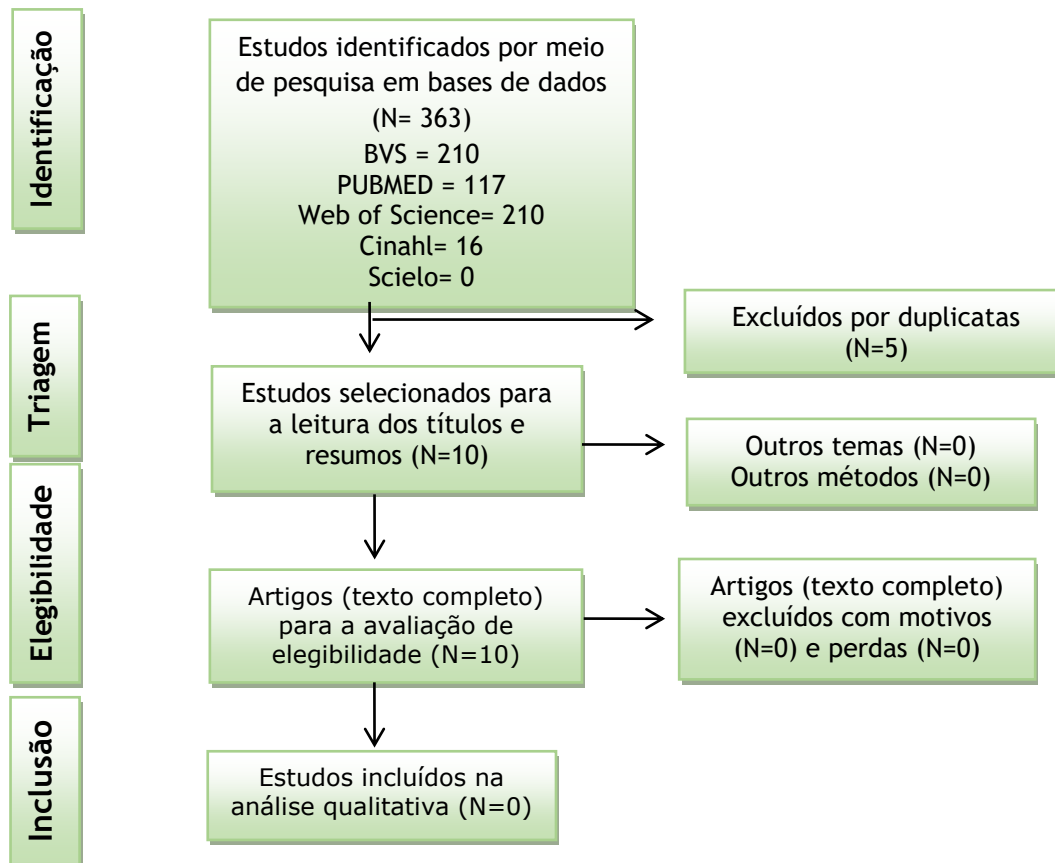 Identificação
Estudos identificados por meio
de pesquisa em bases de dados
(N= 363)
BVS = 210
PUBMED = 117
Web of Science= 210
Cinahl= 16
Scielo= 0
Triagem
Excluídos por duplicatas
(N=5)
Estudos selecionados para
a leitura dos títulos e
resumos (N=10)
Outros temas (N=0)
Outros métodos (N=0)
Elegibilidade
Artigos (texto completo)
para a avaliação de
elegibilidade (N=10)
Artigos (texto completo)
excluídos com motivos
(N=0) e perdas (N=0)
Inclusão
Estudos incluídos na
análise qualitativa (N=0)